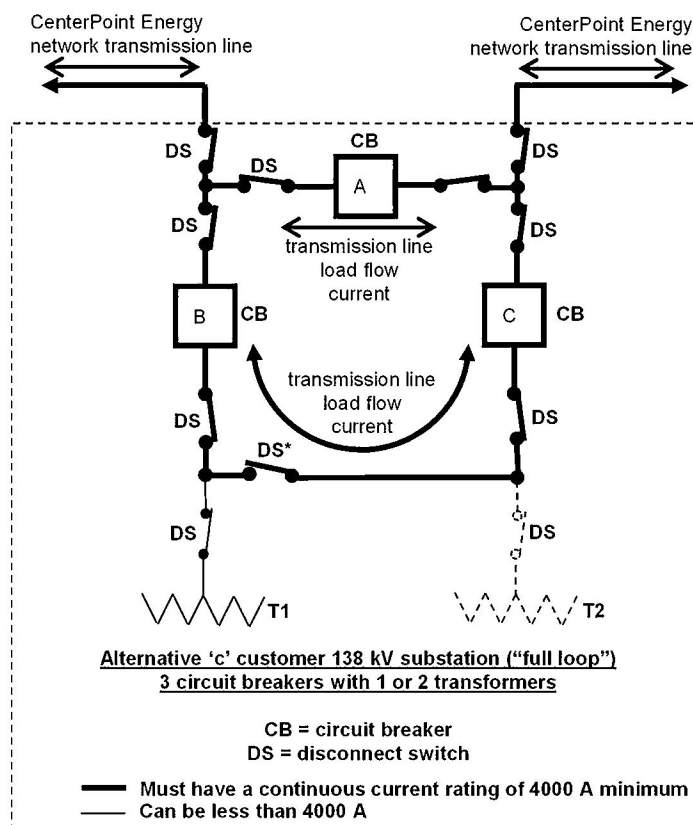 CenterPoint Energy
network transmission line
CenterPoint Energy
network transmission line
DS
DS
CB
A
DS
DS
transmission line
load flow
current
DS
B
CB
C
CB
transmission line
load flow
current
DS
DS*
DS
DS
DS
T1
T2
Alternative ‘c’ customer 138 kV substation (“full loop”)
3 circuit breakers with 1 or 2 transformers
CB = circuit breaker
DS = disconnect switch
Must have a continuous current rating of 4000 A minimum
Can be less than 4000 A